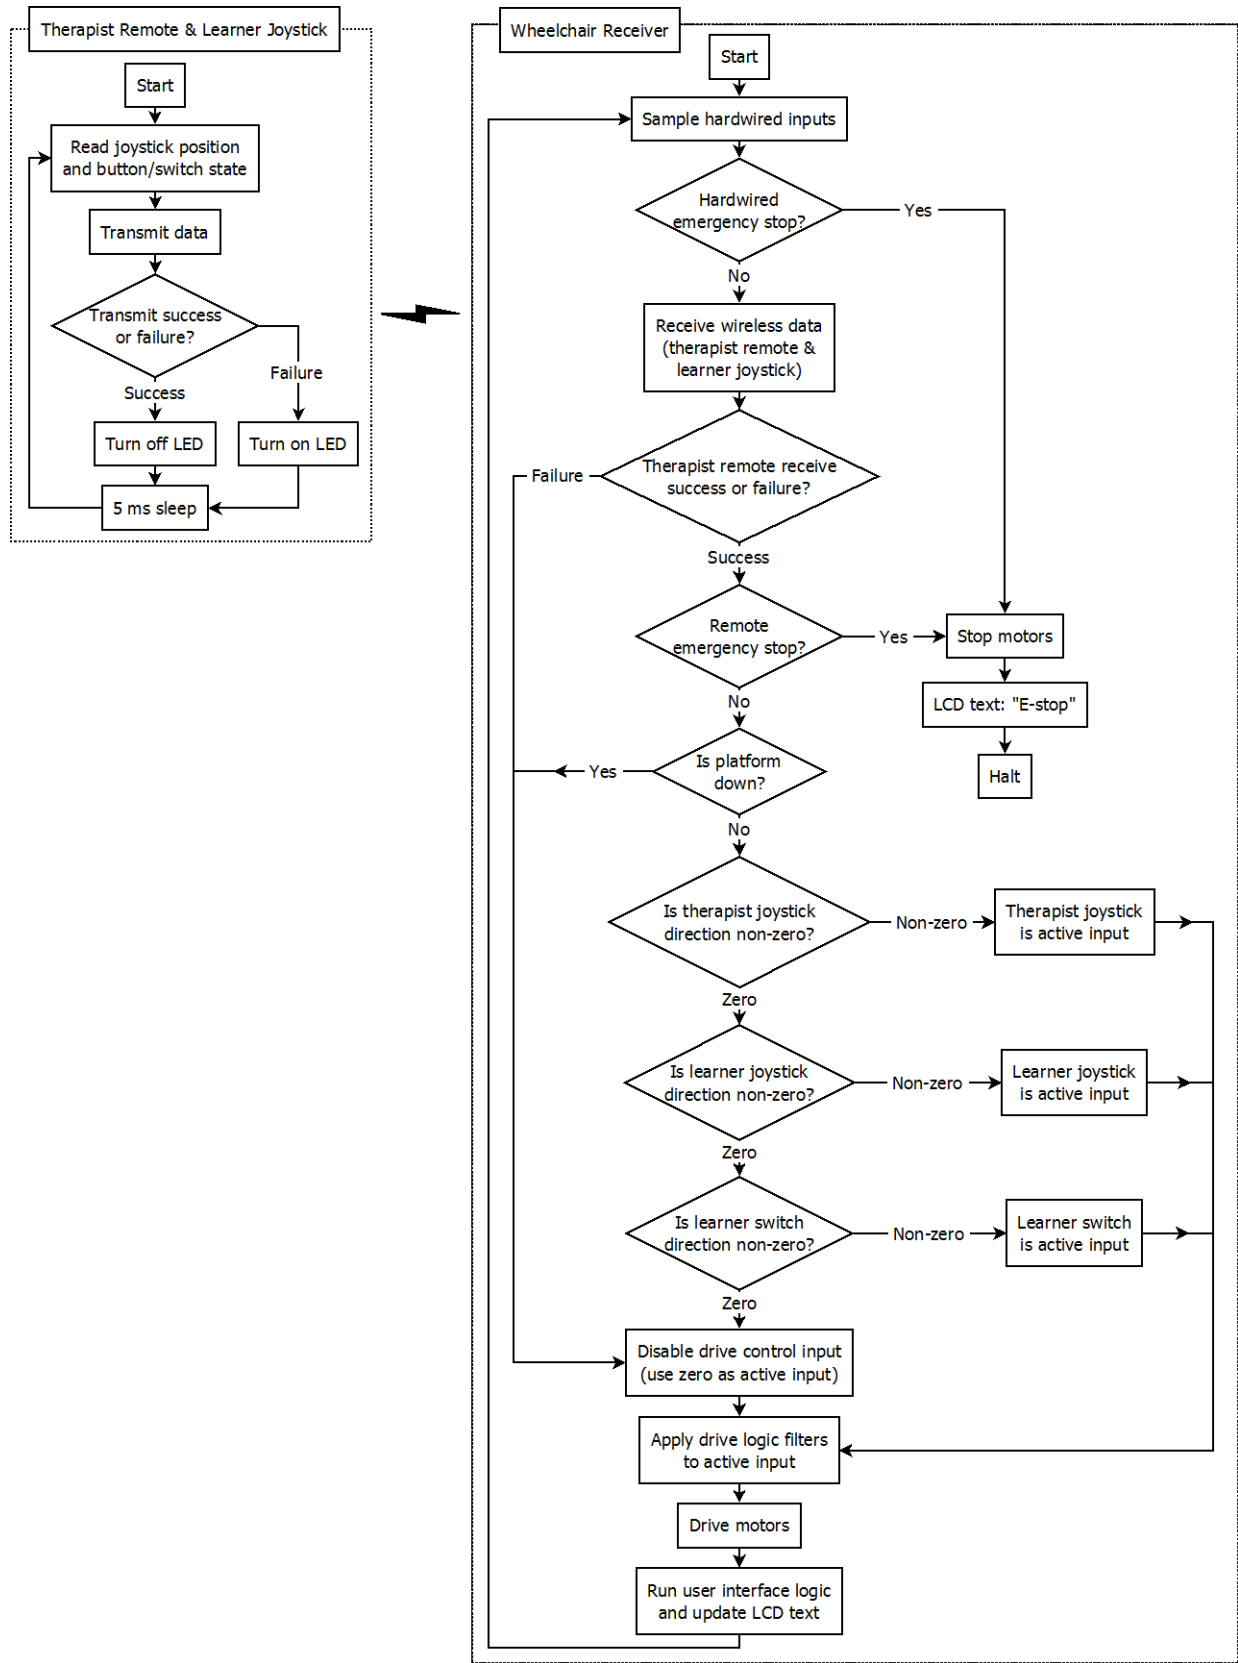 Therapist Remote & Learner Joystick
Start
Read joystick position
and button/switch state
Transmit data
Transmit success
or failure?
Failure
Success
Turn off LED
Turn on LED
5 ms sleep
Wheelchair Receiver
Start
Sample hardwired inputs
Hardwired
emergency stop?
Yes
No
Receive wireless data
(therapist remote &
learner joystick)
Therapist remote receive
success or failure?
Failure
Success
Remote
emergency stop?
Yes
Stop motors
LCD text: "E-stop"
Halt
No
Is platform
down?
Yes
No
Is therapist joystick
direction non-zero?
Non-zero
Therapist joystick
is active input
Zero
Is learner joystick
direction non-zero?
Non-zero
Learner joystick
is active input
Zero
Is learner switch
direction non-zero?
Non-zero
Learner switch
is active input
Zero
Disable drive control input
(use zero as active input)
Apply drive logic filters
to active input
Drive motors
Run user interface logic
and update LCD text